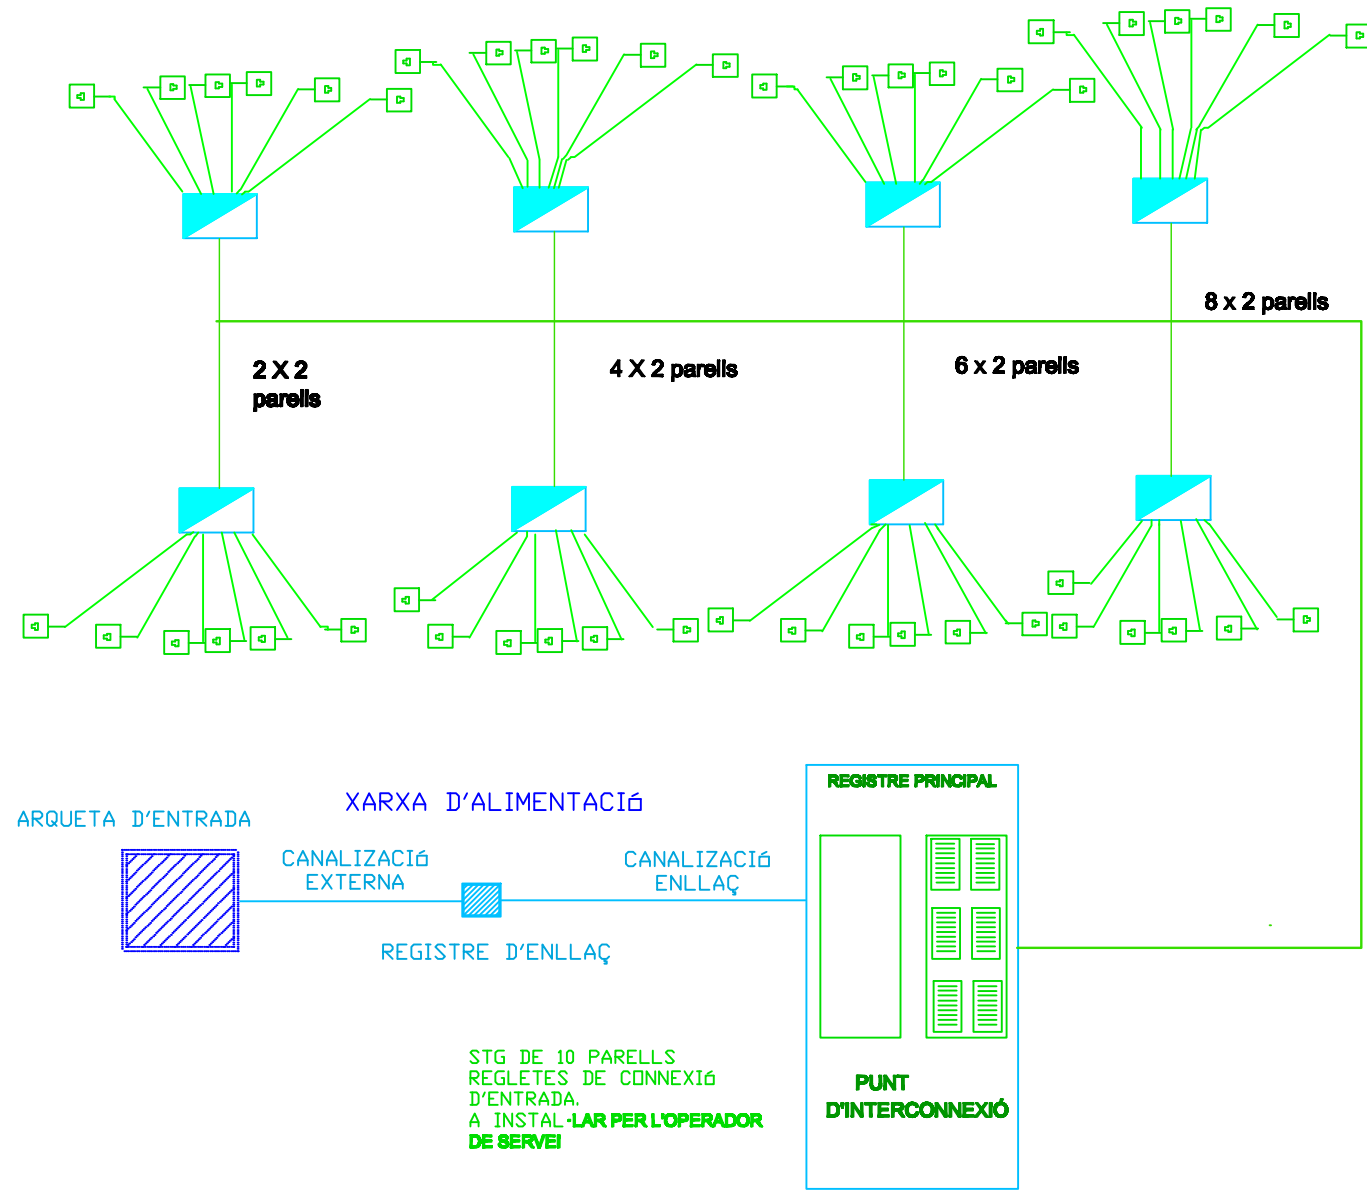 8 x 2 parells
2 X 2
parells
4 X 2 parells
6 x 2 parells
REGISTRE PRINCIPAL
XARXA D'ALIMENTACIó
ARQUETA D'ENTRADA
CANALIZACIó
EXTERNA
CANALIZACIó
ENLLAÇ
REGISTRE D'ENLLAÇ
STG DE 10 PARELLS
REGLETES DE CONNEXIó
D'ENTRADA.
A INSTAL·LAR PER L'OPERADOR
DE SERVEI
PUNT
D'INTERCONNEXIÓ